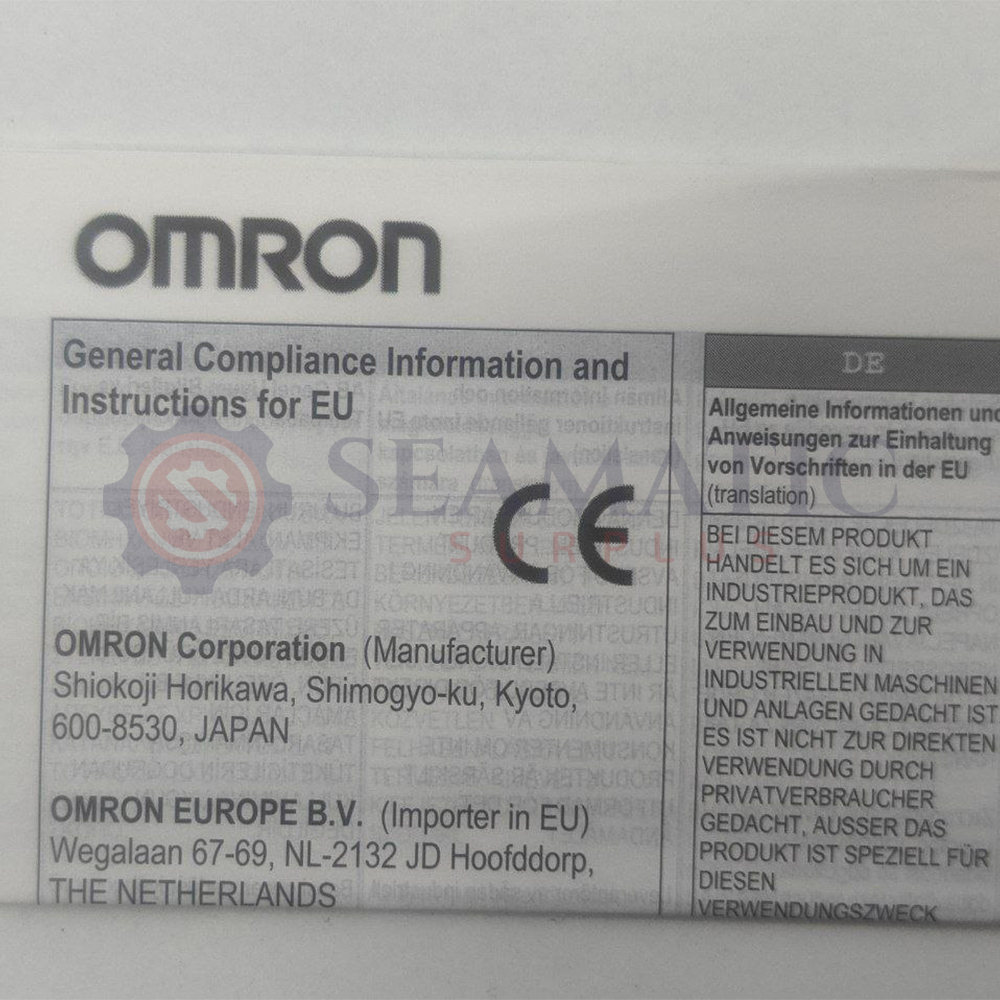 OMRON
General Compliance Information and
Instructions for EU
CE
OMRON Corporation (Manufacturer)
Shiokoji Horikawa, Shimogyo-ku, Kyoto,
600-8530, JAPAN
OMRON EUROPE B.V. (Importer in EU)
Wegalaan 67-69, NL-2132 JD Hoofddorp,
THE NETHERLANDS
DE
Allgemeine Informationen und
Anweisungen zur Einhaltung
von Vorschriften in der EU
(translation)
BEI DIESEM PRODUKT
HANDELT ES SICH UM EIN
INDUSTRIEPRODUKT, DAS
ZUM EINBAU UND ZUR
VERWENDUNG IN
INDUSTRIELLEN MASCHINEN
UND ANLAGEN GEDACHT IST
ES IST NICHT ZUR DIREKTEN
VERWENDUNG DURCH
PRIVATVERBRAUCHER
GEDACHT, AUSSER DAS
PRODUKT IST SPEZIELL FÜR
DIESEN
VERWENDUNGSZWECK
SEAMATIC
SURPLUS